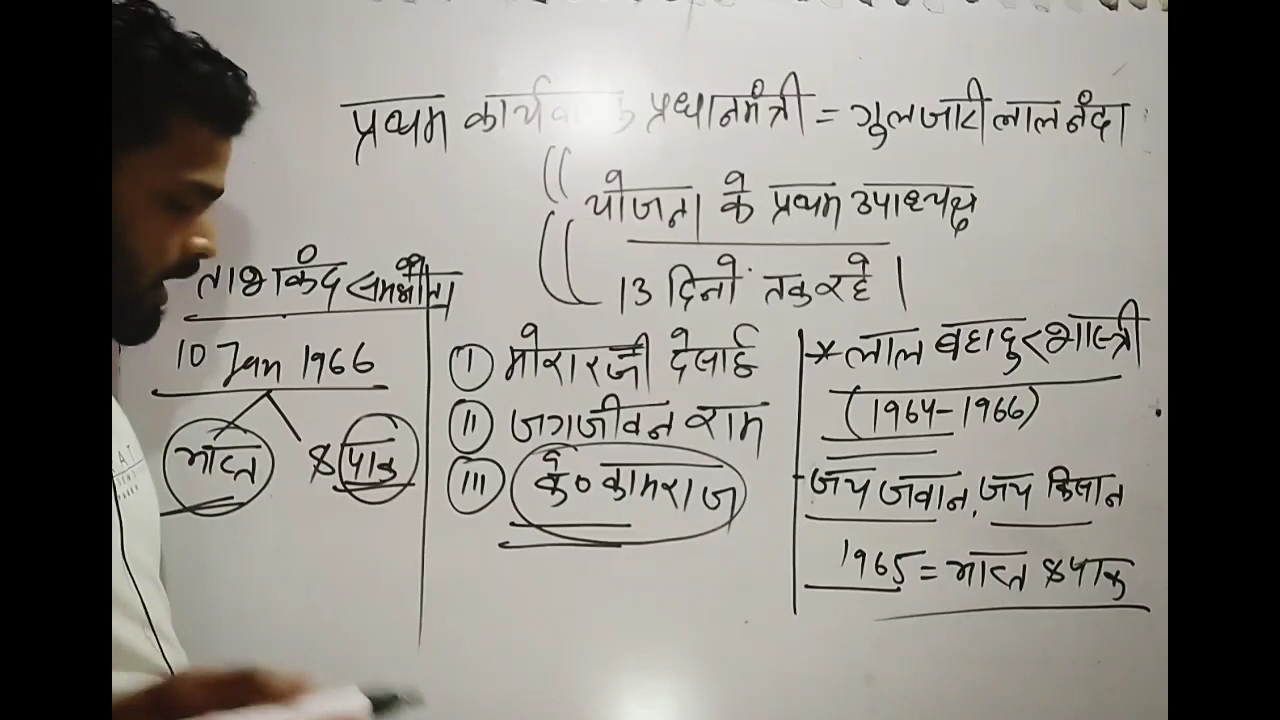 प्रथम कार्यवाहक प्रधानमंत्री = गुलजारी लाल नंदा
योजना के प्रथम उपाध्यक्ष
13 दिनों तक रहे।
ताशकंद समझौता
10 Jan 1966
भारत & पाक
I मोरारजी देसाई
II जगजीवन राम
III के० कामराज
* लाल बहादुर शास्त्री
(1964-1966)
- जय जवान, जय किसान
1965 = भारत & पाक